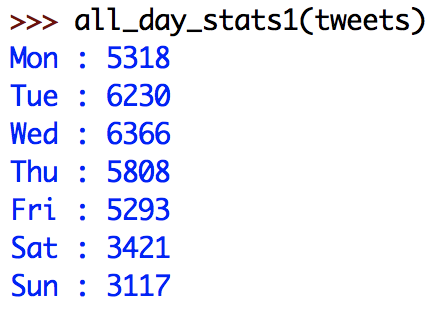 >>> all_day_stats1(tweets)
Mon : 5318
Tue : 6230
Wed : 6366
Thu : 5808
Fri : 5293
Sat : 3421
Sun : 3117